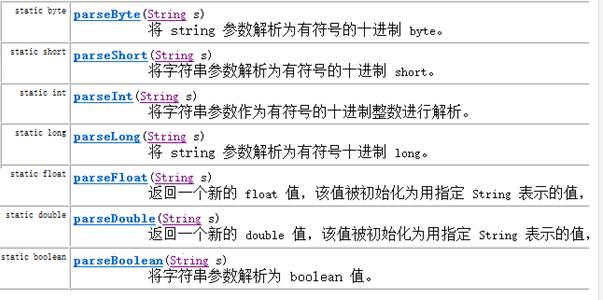 static byte parseByte(String s)
将 string 参数解析为有符号的十进制 byte。
static short parseShort(String s)
将字符串参数解析为有符号的十进制 short。
static int parseInt(String s)
将字符串参数作为有符号的十进制整数进行解析。
static long parseLong(String s)
将 string 参数解析为有符号十进制 long。
static float parseFloat(String s)
返回一个新的 float 值，该值被初始化为用指定 String 表示的值，
static double parseDouble(String s)
返回一个新的 double 值，该值被初始化为用指定 String 表示的值，
static boolean parseBoolean(String s)
将字符串参数解析为 boolean 值。